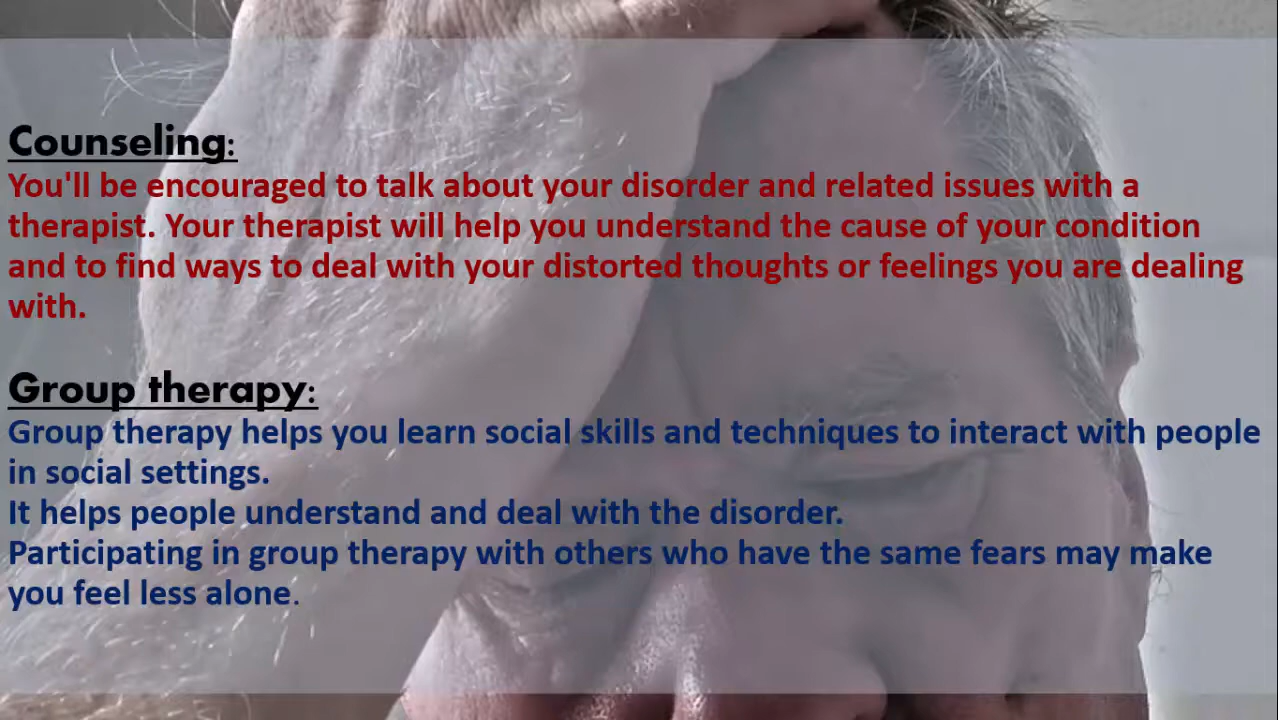 Counseling:
You'll be encouraged to talk about your disorder and related issues with a
therapist. Your therapist will help you understand the cause of your condition
and to find ways to deal with your distorted thoughts or feelings you are dealing
with.
Group therapy:
Group therapy helps you learn social skills and techniques to interact with people
in social settings.
It helps people understand and deal with the disorder.
Participating in group therapy with others who have the same fears may make
you feel less alone.